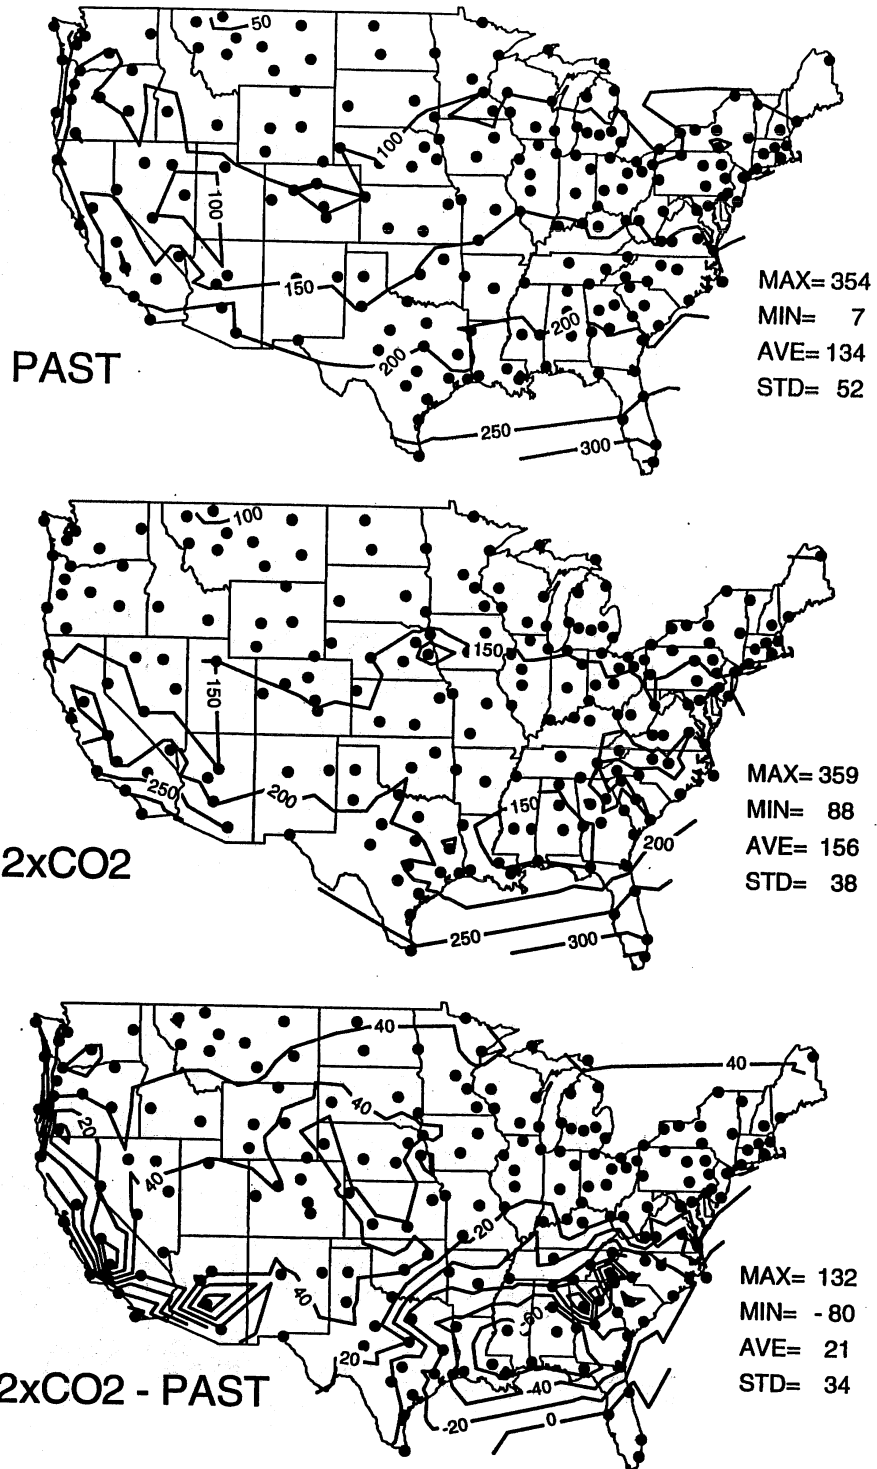 50
100
100
150
200
200
250
300
PAST
MAX= 354
MIN= 7
AVE= 134
STD= 52
100
150
150
250
200
150
200
250
300
2xCO2
MAX= 359
MIN= 88
AVE= 156
STD= 38
40
40
40
20
40
20
40
-60
20
-40
-20
0
2xCO2 - PAST
MAX= 132
MIN= - 80
AVE= 21
STD= 34